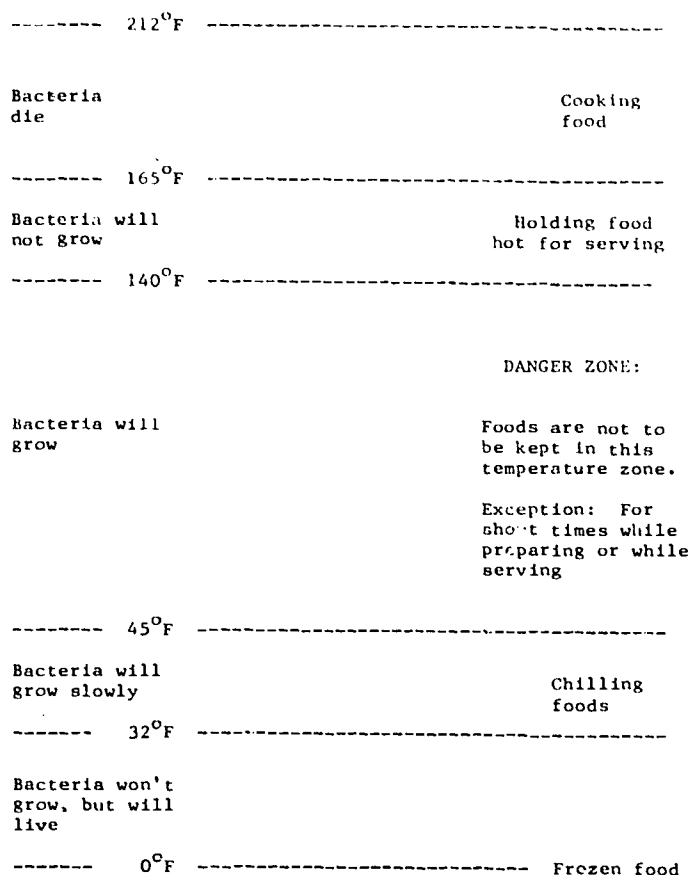 -------- 212°F ----------------------------------------
Bacteria
die
Cooking
food
-------- 165°F ----------------------------------------
Bacteria will
not grow
Holding food
hot for serving
-------- 140°F ----------------------------------------
DANGER ZONE:
Bacteria will
grow
Foods are not to
be kept in this
temperature zone.
Exception: For
short times while
preparing or while
serving
-------- 45°F ----------------------------------------
Bacteria will
grow slowly
Chilling
foods
------- 32°F ----------------------------------------
Bacteria won't
grow, but will
live
------- 0°F ----------------------------- Frozen food